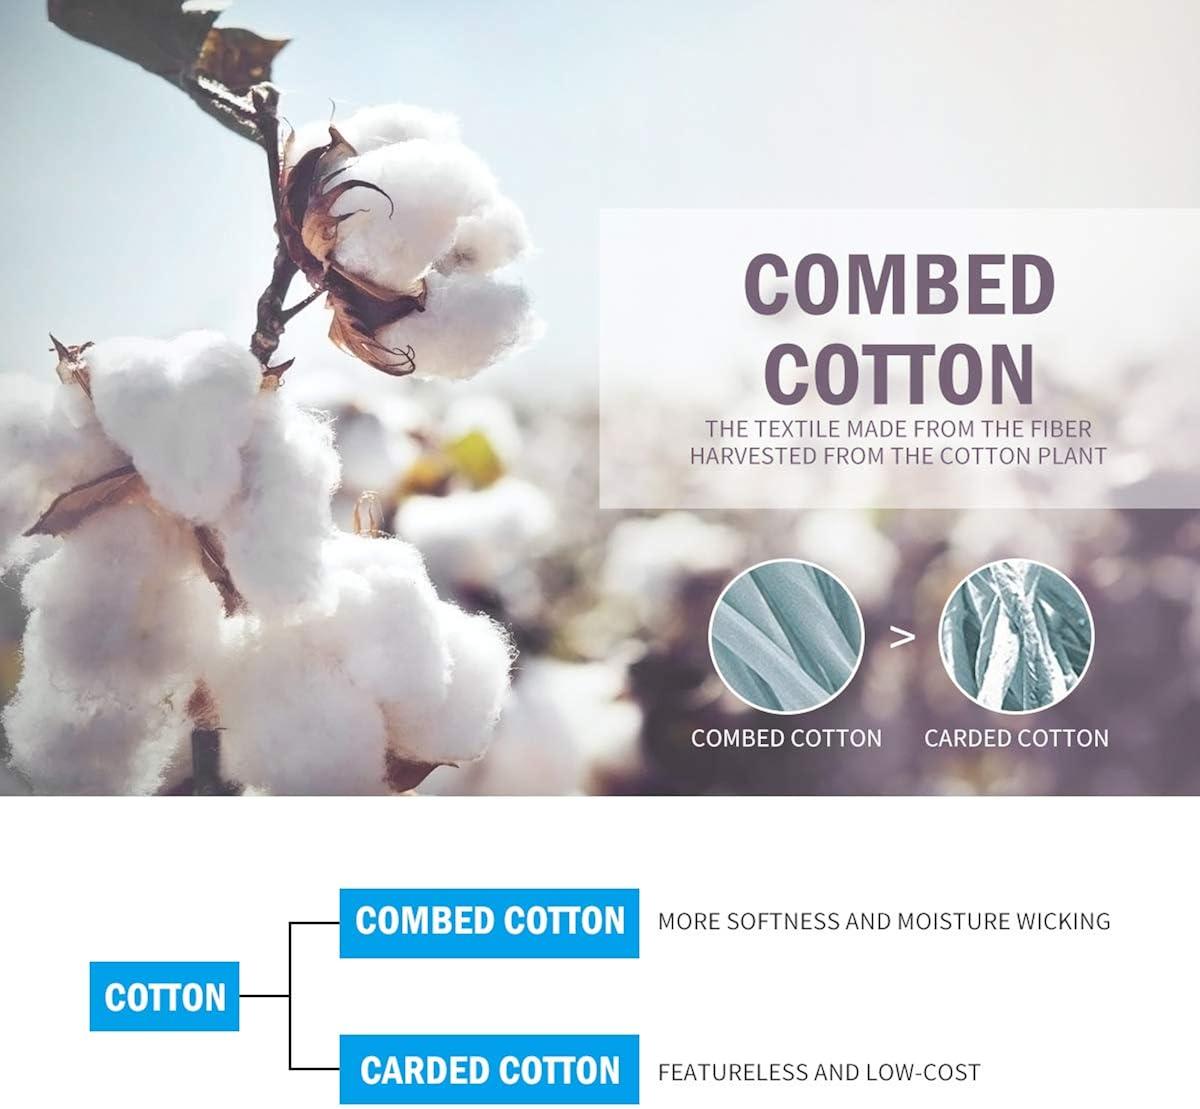 COMBED
COTTON
THE TEXTILE MADE FROM THE FIBER
HARVESTED FROM THE COTTON PLANT
>
COMBED COTTON
CARDED COTTON
COTTON
COMBED COTTON
MORE SOFTNESS AND MOISTURE WICKING
CARDED COTTON
FEATURELESS AND LOW-COST